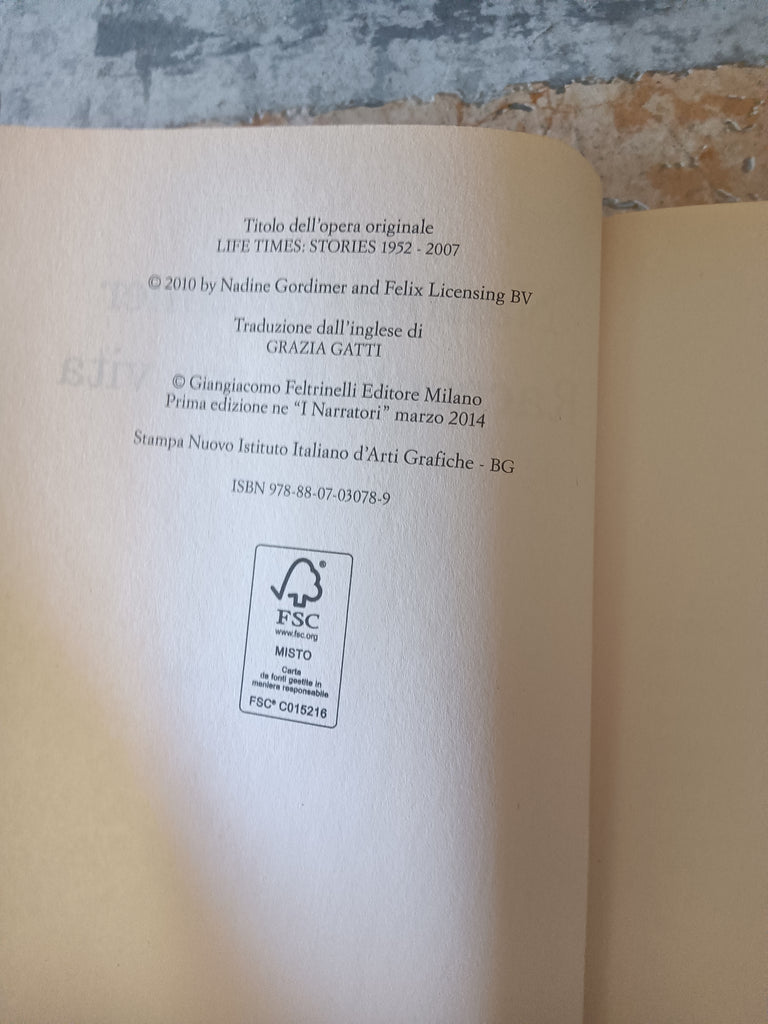 Titolo dell'opera originale
LIFE TIMES: STORIES 1952 - 2007
© 2010 by Nadine Gordimer and Felix Licensing BV
Traduzione dall'inglese di
GRAZIA GATTI
© Giangiacomo Feltrinelli Editore Milano
Prima edizione ne "I Narratori" marzo 2014
Stampa Nuovo Istituto Italiano d'Arti Grafiche - BG
ISBN 978-88-07-03078-9
®
FSC
www.fsc.org
MISTO
Carta
da fonti gestite in
maniera responsabile
FSC® C015216